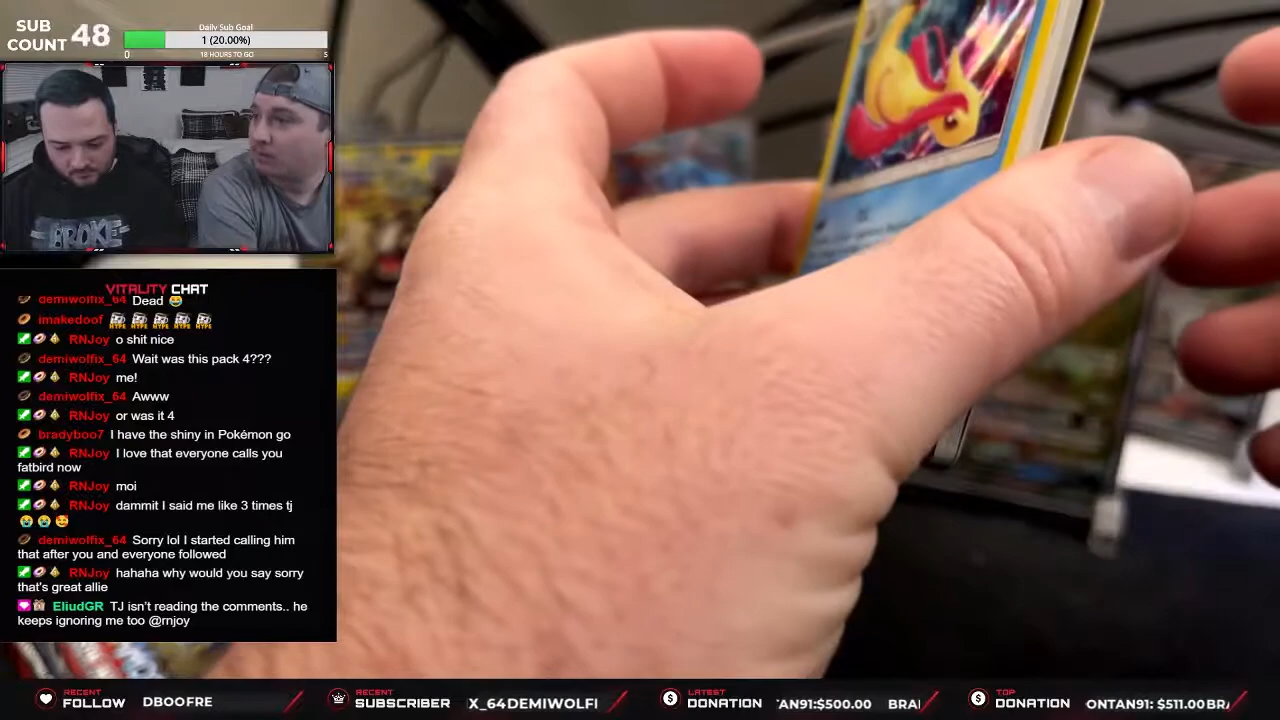 SUB
COUNT 48
Daily Sub Goal
1 (20.00%)
0
18 HOURS TO GO
5
BROKE
VITALITY CHAT
demiwolfix_64 Dead 😂
imakedoof HYPE HYPE HYPE HYPE HYPE
RNJoy o shit nice
demiwolfix_64 Wait was this pack 4???
RNJoy me!
demiwolfix_64 Awww
RNJoy or was it 4
bradyboo7 I have the shiny in Pokémon go
RNJoy I love that everyone calls you
fatbird now
RNJoy moi
RNJoy dammit I said me like 3 times tj
😭 😭 🥰
demiwolfix_64 Sorry lol I started calling him
that after you and everyone followed
RNJoy hahaha why would you say sorry
that's great allie
EliudGR TJ isn't reading the comments.. he
keeps ignoring me too @rnjoy
RECENT
FOLLOW DBOOFRE
RECENT
SUBSCRIBER X_64DEMIWOLFI
LATEST
DONATION AN91:$500.00 BRA
TOP
DONATION ONTAN91: $511.00BR